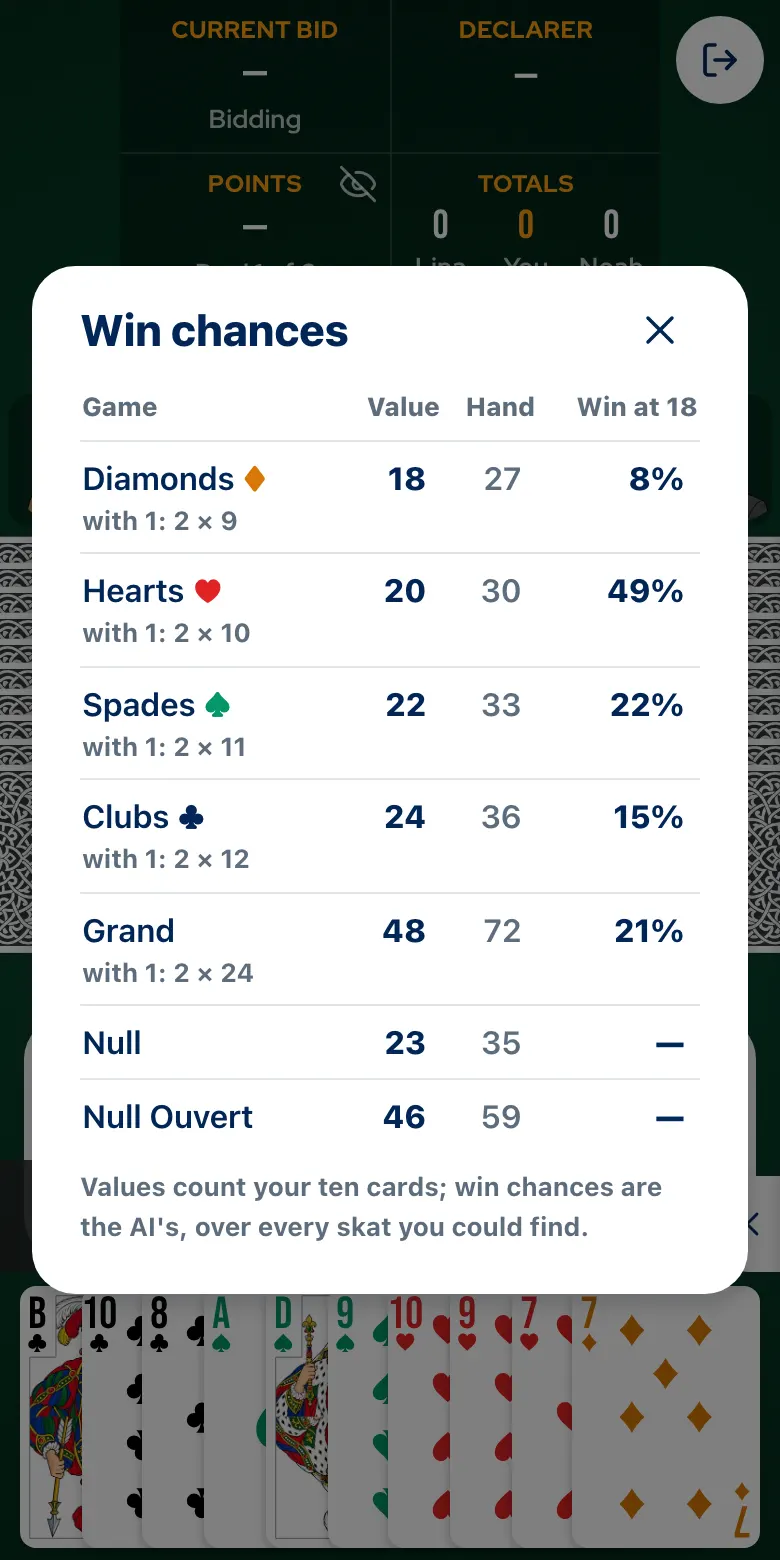 CURRENT BID
–
Bidding
DECLARER
–
POINTS
–
TOTALS
0 0 0
Lina You Noah
Win chances
Game Value Hand Win at 18
Diamonds ♦ 18 27 8%
with 1: 2 × 9
Hearts ♥ 20 30 49%
with 1: 2 × 10
Spades ♠ 22 33 22%
with 1: 2 × 11
Clubs ♣ 24 36 15%
with 1: 2 × 12
Grand 48 72 21%
with 1: 2 × 24
Null 23 35 –
Null Ouvert 46 59 –
Values count your ten cards; win chances are
the AI's, over every skat you could find.
B 10 8 A D 9 10 9 7 7
7